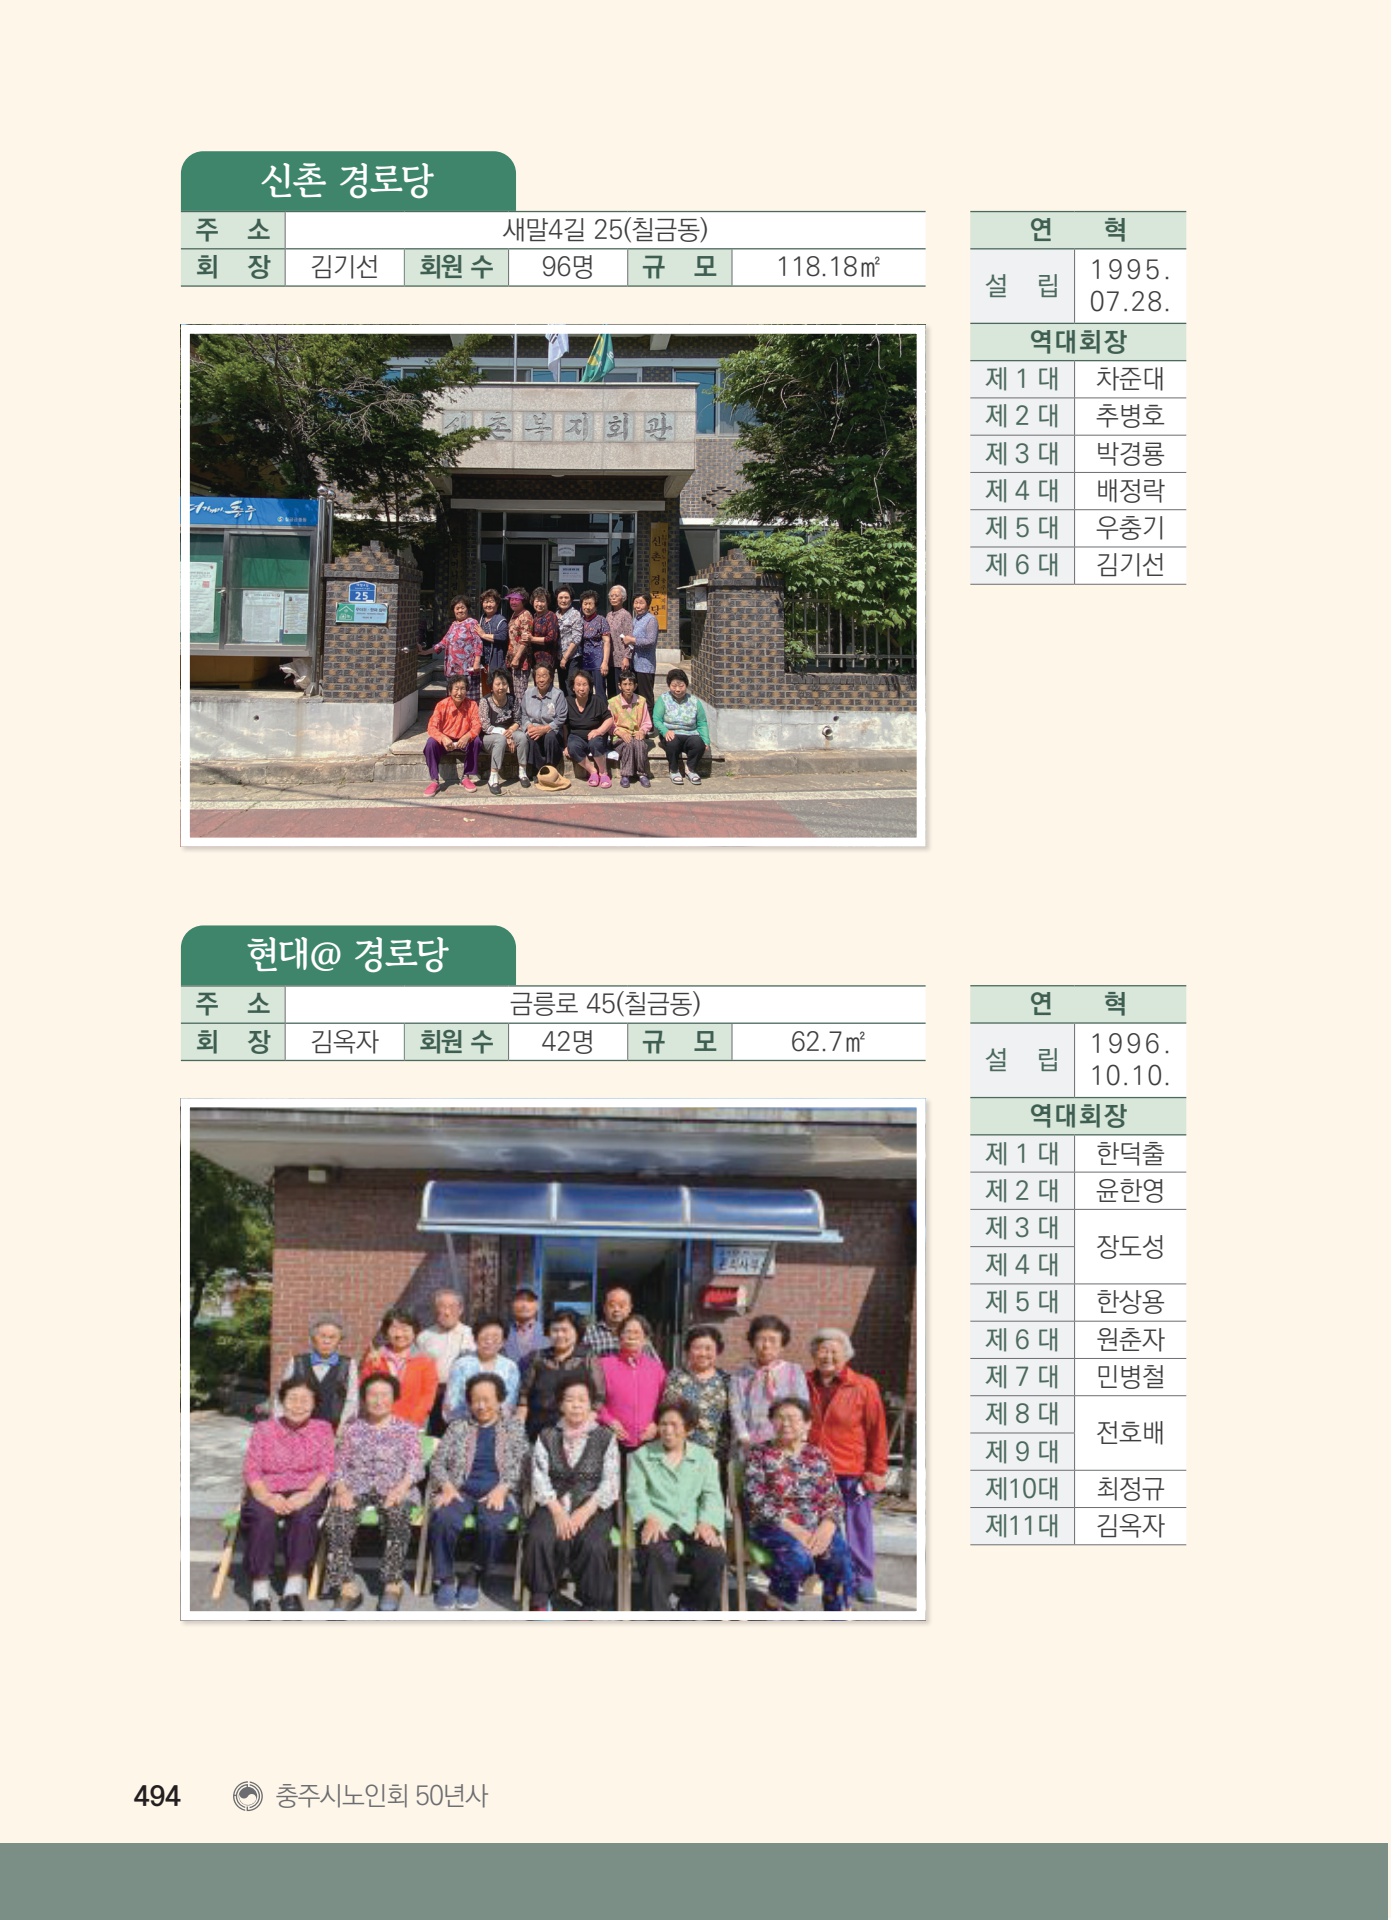 신촌 경로당
주 소 새말4길 25(칠금동)
회 장 김기선 회원 수 96명 규 모 118.18㎡
연 혁
설 립 1995.
07.28.
역대회장
제 1 대 차준대
제 2 대 추병호
제 3 대 박경룡
제 4 대 배정락
제 5 대 우충기
제 6 대 김기선
신촌복지회관
충주
25
신촌 경로당
현대@ 경로당
주 소 금릉로 45(칠금동)
회 장 김옥자 회원 수 42명 규 모 62.7㎡
연 혁
설 립 1996.
10.10.
역대회장
제 1 대 한덕출
제 2 대 윤한영
제 3 대 장도성
제 4 대
제 5 대 한상용
제 6 대 원춘자
제 7 대 민병철
제 8 대 전호배
제 9 대
제10대 최정규
제11대 김옥자
494 충주시노인회 50년사